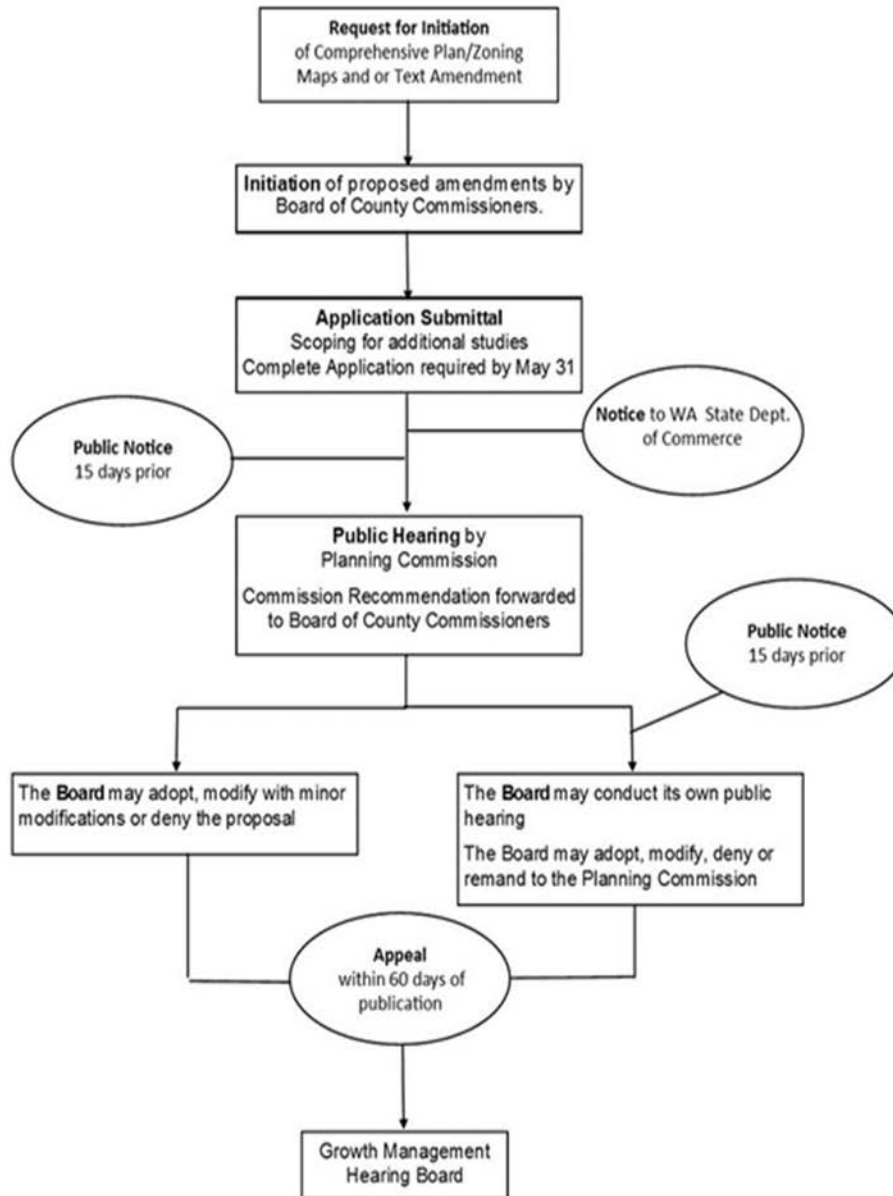 Request for Initiation
of Comprehensive Plan/Zoning
Maps and or Text Amendment
Initiation of proposed amendments by
Board of County Commissioners.
Application Submittal
Scoping for additional studies
Complete Application required by May 31
Notice to WA State Dept.
of Commerce
Public Notice
15 days prior
Public Hearing by
Planning Commission
Commission Recommendation forwarded
to Board of County Commissioners
Public Notice
15 days prior
The Board may adopt, modify with minor
modifications or deny the proposal
The Board may conduct its own public
hearing
The Board may adopt, modify, deny or
remand to the Planning Commission
Appeal
within 60 days of
publication
Growth Management
Hearing Board